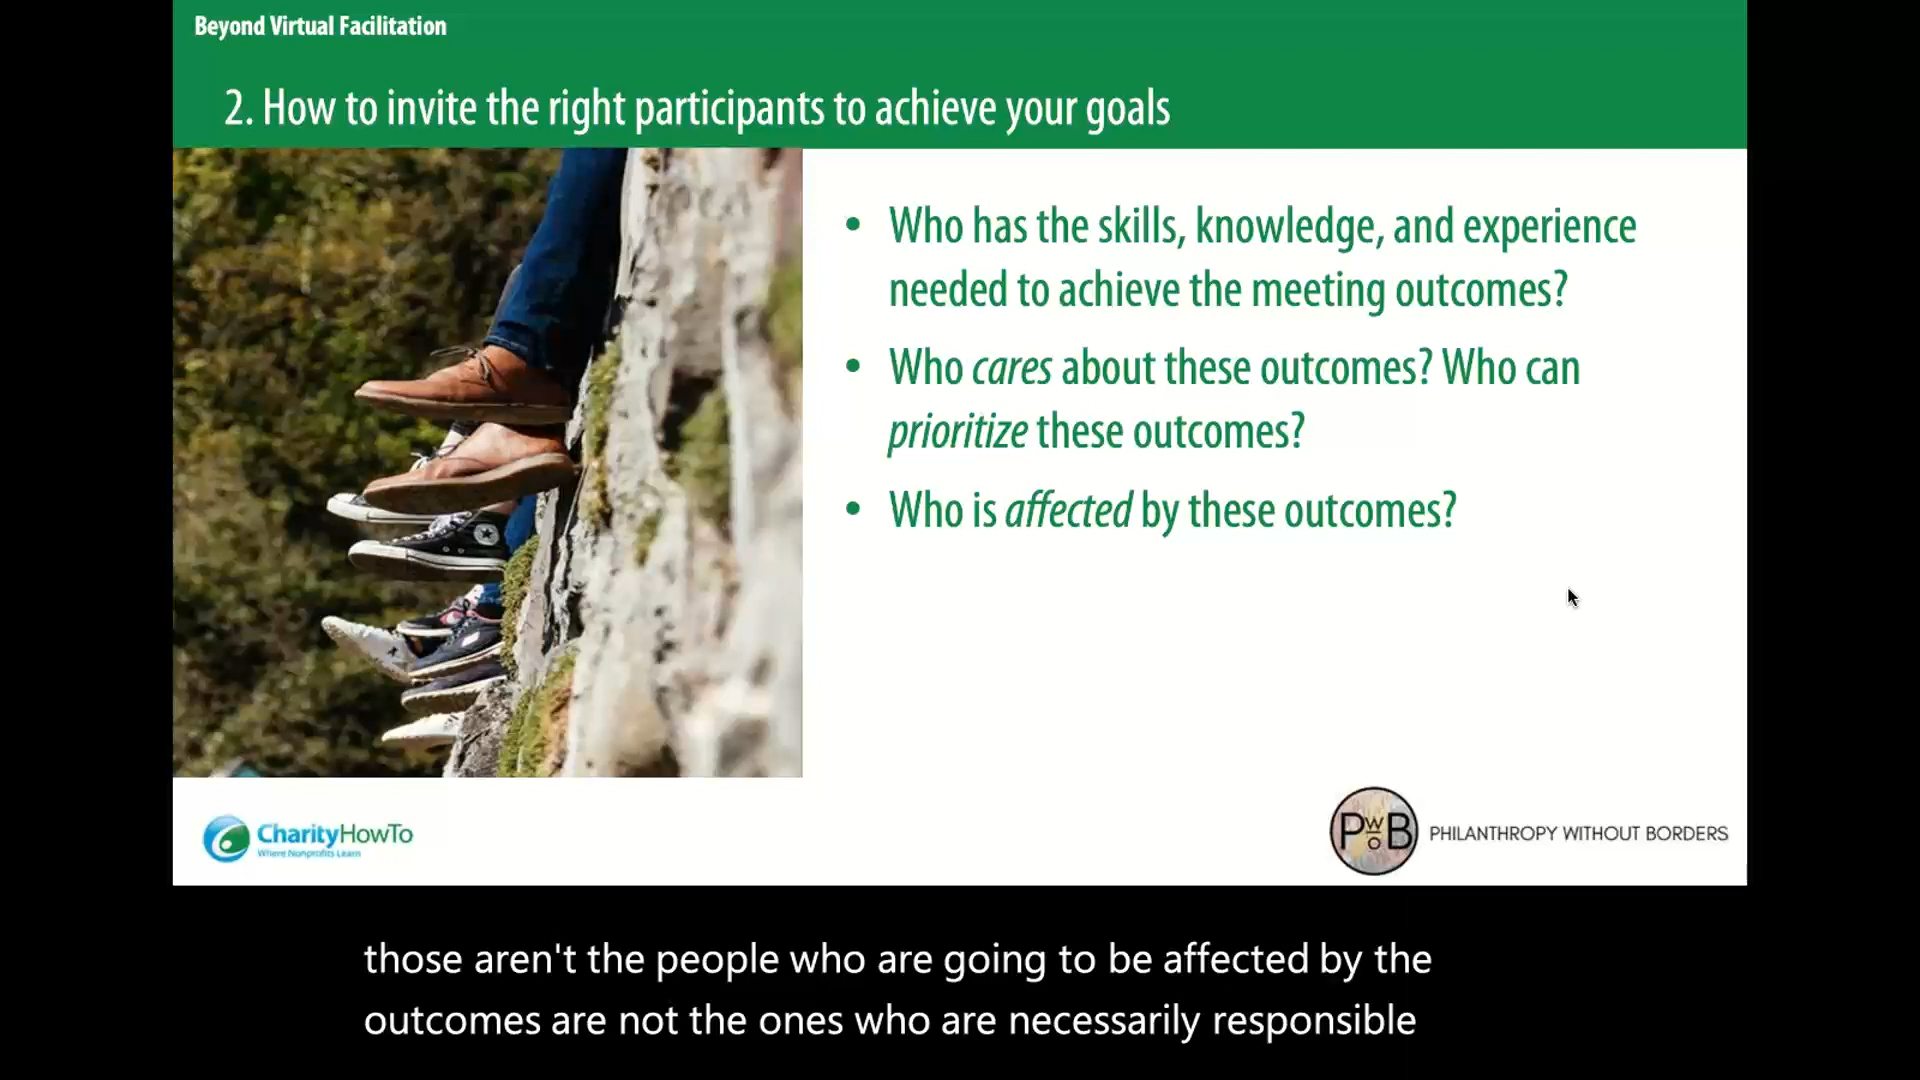 Beyond Virtual Facilitation
2. How to invite the right participants to achieve your goals
• Who has the skills, knowledge, and experience
needed to achieve the meeting outcomes?
• Who cares about these outcomes? Who can
prioritize these outcomes?
• Who is affected by these outcomes?
CharityHowTo
Where Nonprofits Learn
PWOB
PHILANTHROPY WITHOUT BORDERS
those aren't the people who are going to be affected by the
outcomes are not the ones who are necessarily responsible